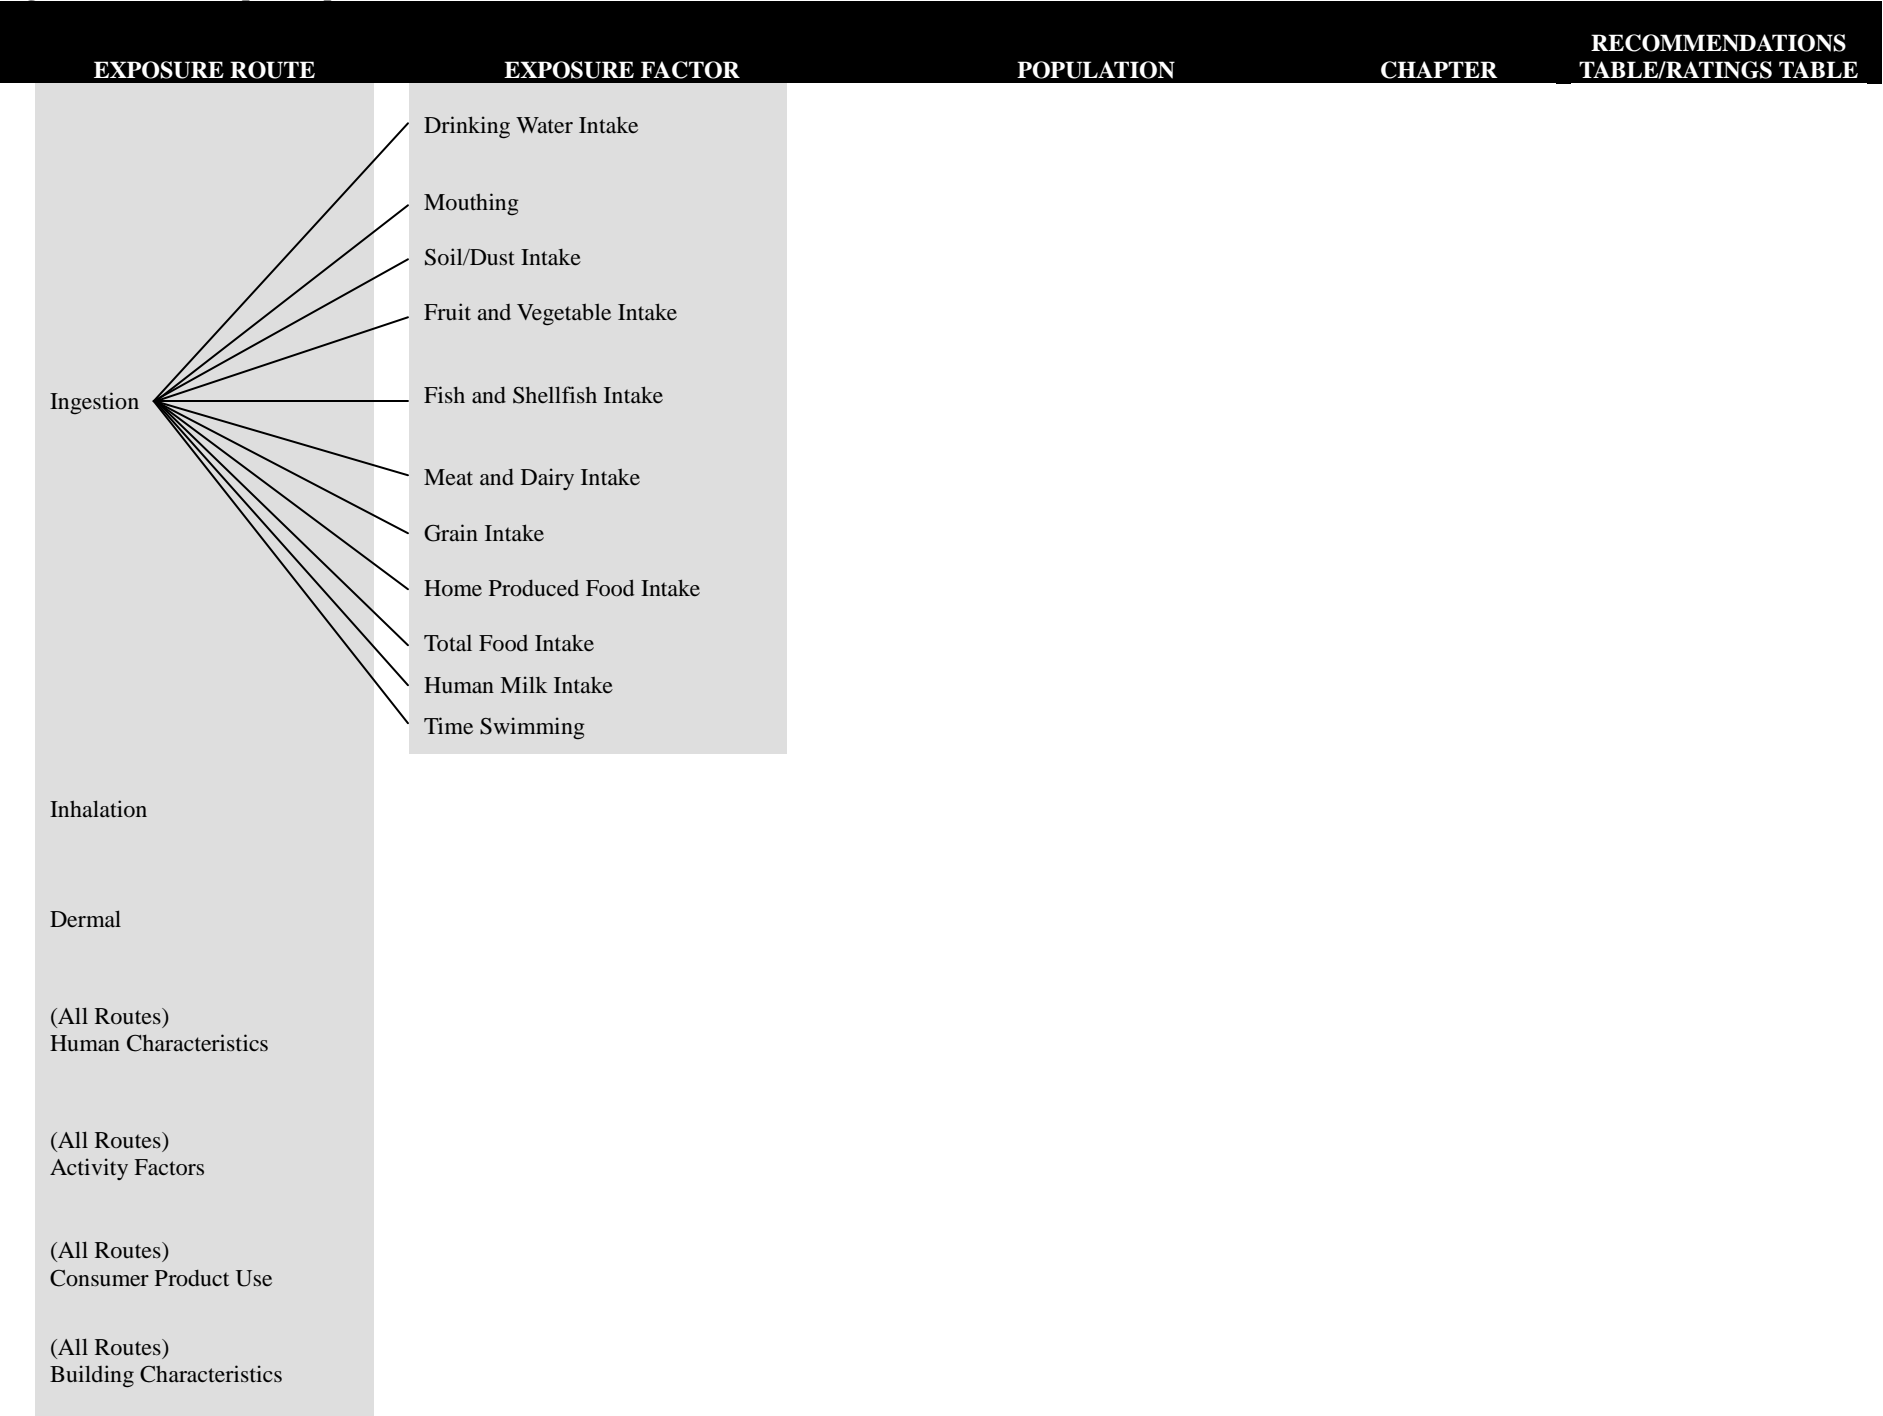 EXPOSURE ROUTE
EXPOSURE FACTOR
POPULATION
CHAPTER
RECOMMENDATIONS
TABLE/RATINGS TABLE
Drinking Water Intake
Mouthing
Soil/Dust Intake
Fruit and Vegetable Intake
Ingestion
Fish and Shellfish Intake
Meat and Dairy Intake
Grain Intake
Home Produced Food Intake
Total Food Intake
Human Milk Intake
Time Swimming
Inhalation
Dermal
(All Routes)
Human Characteristics
(All Routes)
Activity Factors
(All Routes)
Consumer Product Use
(All Routes)
Building Characteristics